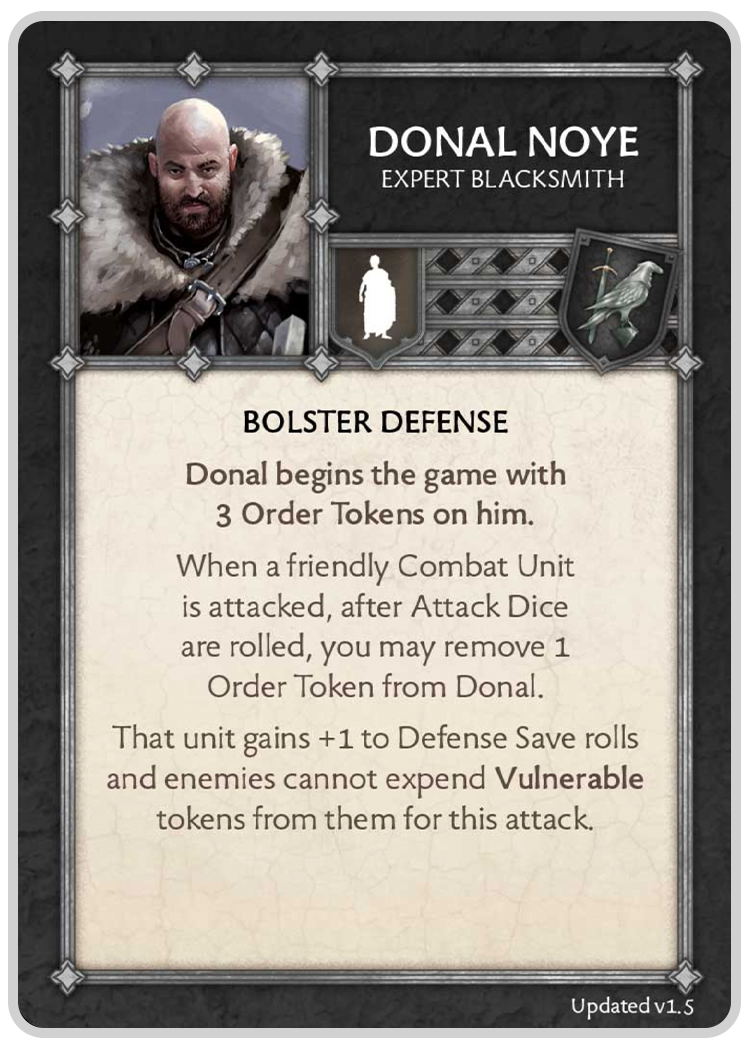 DONAL NOYE
EXPERT BLACKSMITH
BOLSTER DEFENSE
Donal begins the game with
3 Order Tokens on him.
When a friendly Combat Unit
is attacked, after Attack Dice
are rolled, you may remove 1
Order Token from Donal.
That unit gains +1 to Defense Save rolls
and enemies cannot expend Vulnerable
tokens from them for this attack.
Updated v1.5